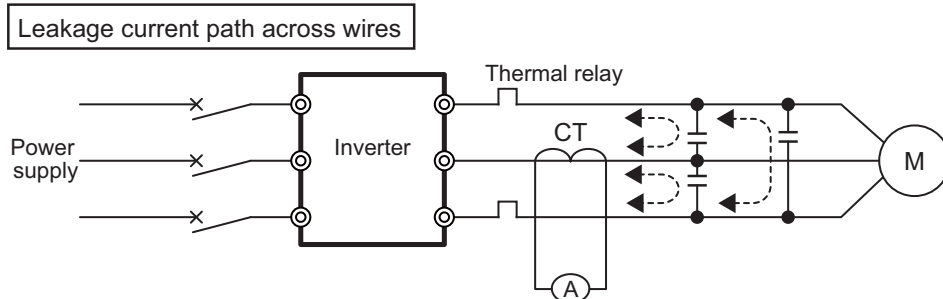 Leakage current path across wires
Thermal relay
CT
Power
supply
Inverter
M
A